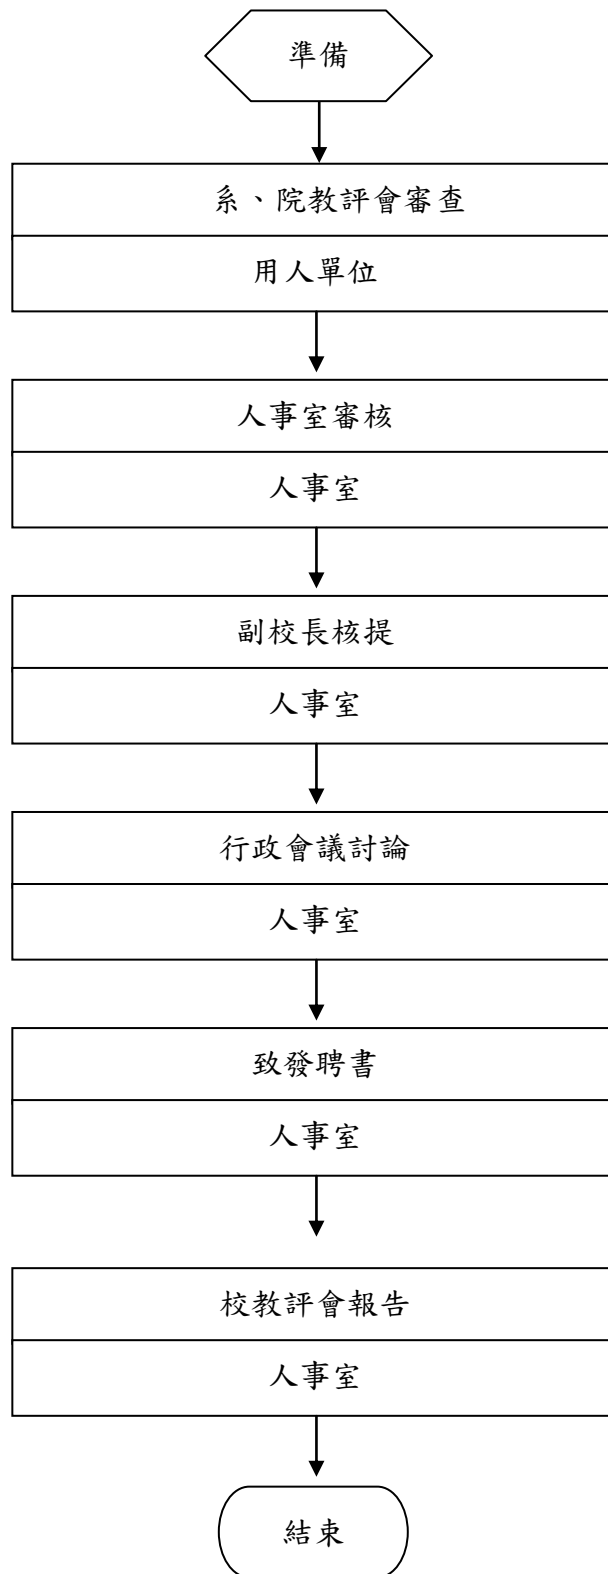 準備
系、院教評會審查
用人單位
人事室審核
人事室
副校長核提
人事室
行政會議討論
人事室
致發聘書
人事室
校教評會報告
人事室
結束